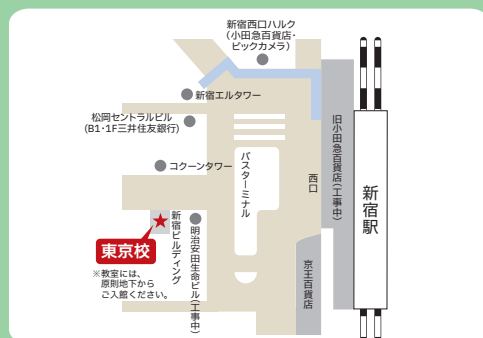 新宿西口ハルク
(小田急百貨店・
ビックカメラ)
新宿エルタワー
松岡セントラルビル
(B1・1F三井住友銀行)
コクーンタワー
バスターミナル
西口
旧小田急百貨店(工事中)
新宿駅
京王百貨店
新宿ビルディング
明治安田生命ビル(工事中)
東京校
※教室には、
原則地下から
ご入館ください。